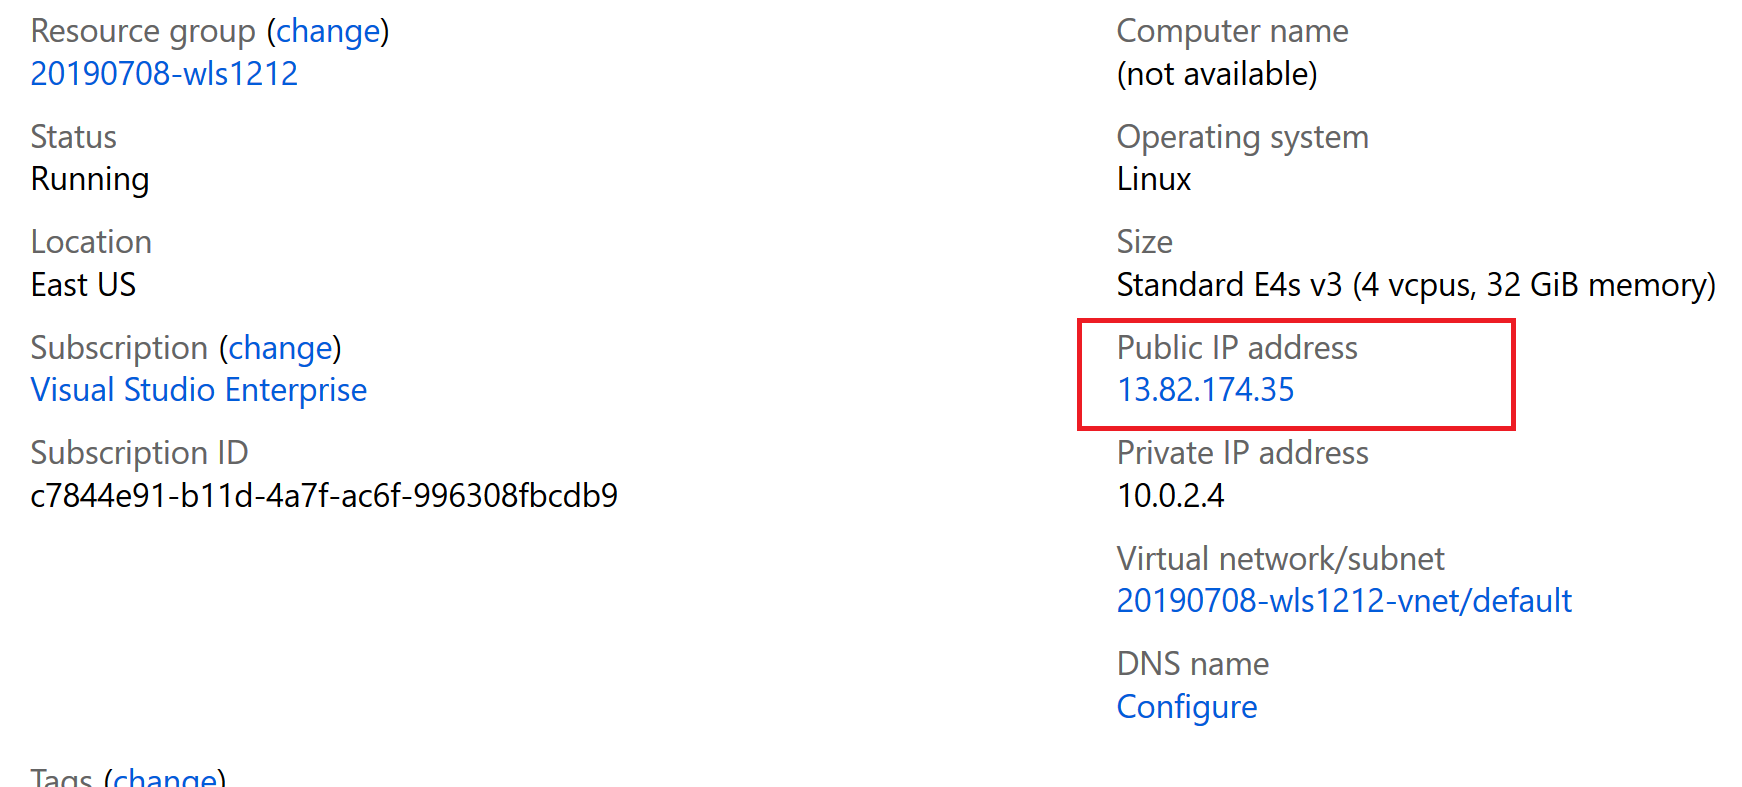 Resource group (change)
20190708-wls1212
Status
Running
Location
East US
Subscription (change)
Visual Studio Enterprise
Subscription ID
c7844e91-b11d-4a7f-ac6f-996308fbcdb9
Computer name
(not available)
Operating system
Linux
Size
Standard E4s v3 (4 vcpus, 32 GiB memory)
Public IP address
13.82.174.35
Private IP address
10.0.2.4
Virtual network/subnet
20190708-wls1212-vnet/default
DNS name
Configure
Tags (change)